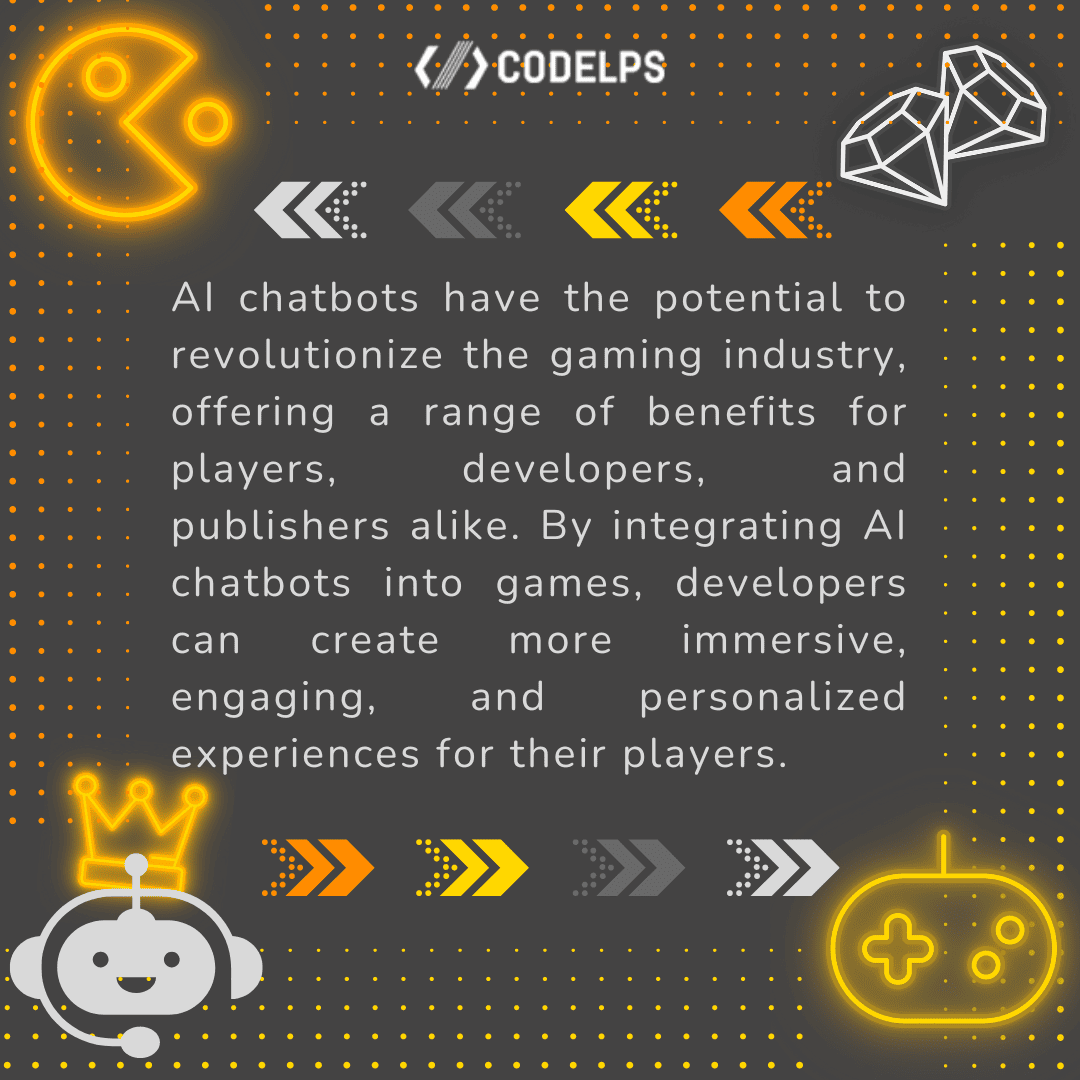 CODELPS
AI chatbots have the potential to
revolutionize the gaming industry,
offering a range of benefits for
players, developers, and
publishers alike. By integrating AI
chatbots into games, developers
can create more immersive,
engaging, and personalized
experiences for their players.